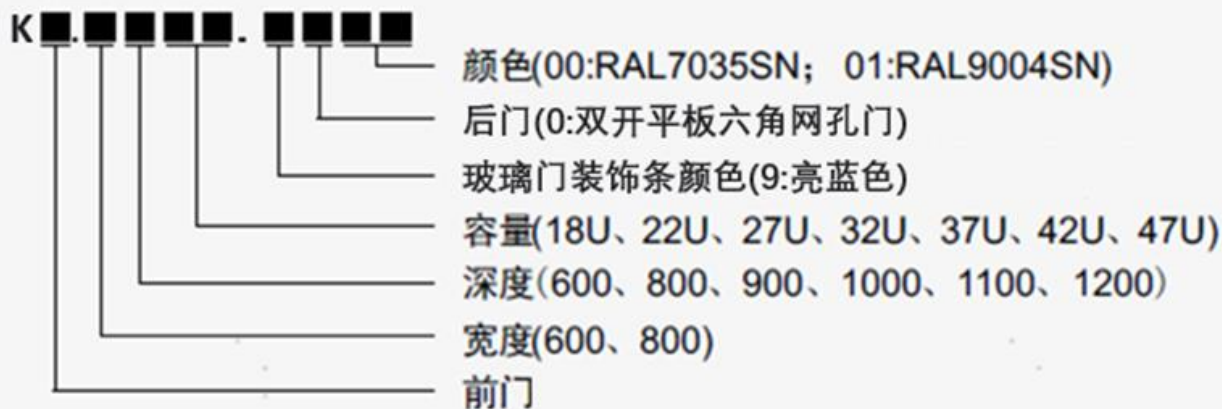 K■.■■■■.■■■■
颜色(00:RAL7035SN； 01:RAL9004SN)
后门(0:双开平板六角网孔门)
玻璃门装饰条颜色(9:亮蓝色)
容量(18U、22U、27U、32U、37U、42U、47U)
深度(600、800、900、1000、1100、1200)
宽度(600、800)
前门